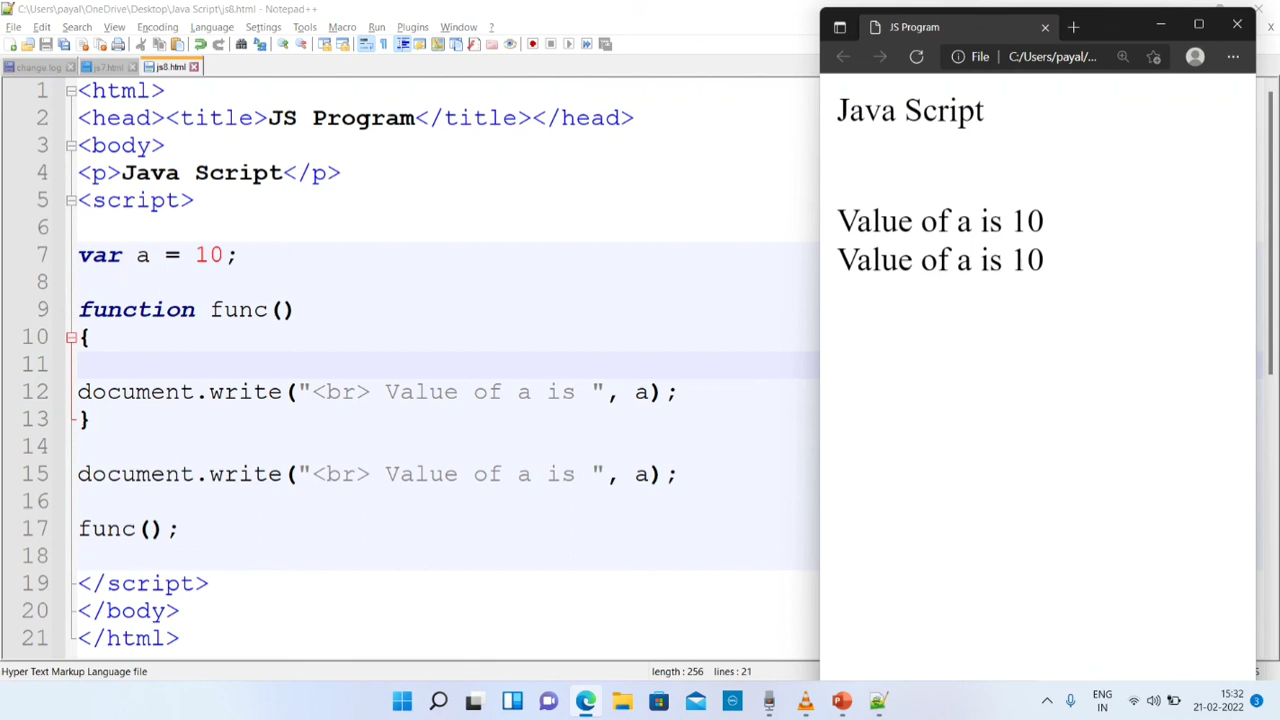 C:\Users\payal\OneDrive\Desktop\Java Script\js8.html - Notepad++
File Edit Search View Encoding Language Settings Tools Macro Run Plugins Window ?
change.log js7.html js8.html
1 <html>
2 <head><title>JS Program</title></head>
3 <body>
4 <p>Java Script</p>
5 <script>
6
7 var a = 10;
8
9 function func()
10 {
11
12 document.write("<br> Value of a is ", a);
13 }
14
15 document.write("<br> Value of a is ", a);
16
17 func();
18
19 </script>
20 </body>
21 </html>
Hyper Text Markup Language file length : 256 lines : 21
JS Program
File C:/Users/payal/...
Java Script
Value of a is 10
Value of a is 10
ENG
IN
15:32
21-02-2022
3